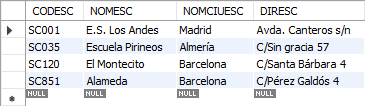 CODESC NOMESC NOMCIUESC DIRESC
SC001 E.S. Los Andes Madrid Avda. Canteros s/n
SC035 Escuela Pirineos Almería C/Sin gracia 57
SC120 El Montecito Barcelona C/Santa Bárbara 4
SC851 Alameda Barcelona C/Pérez Galdós 4
NULL NULL NULL NULL